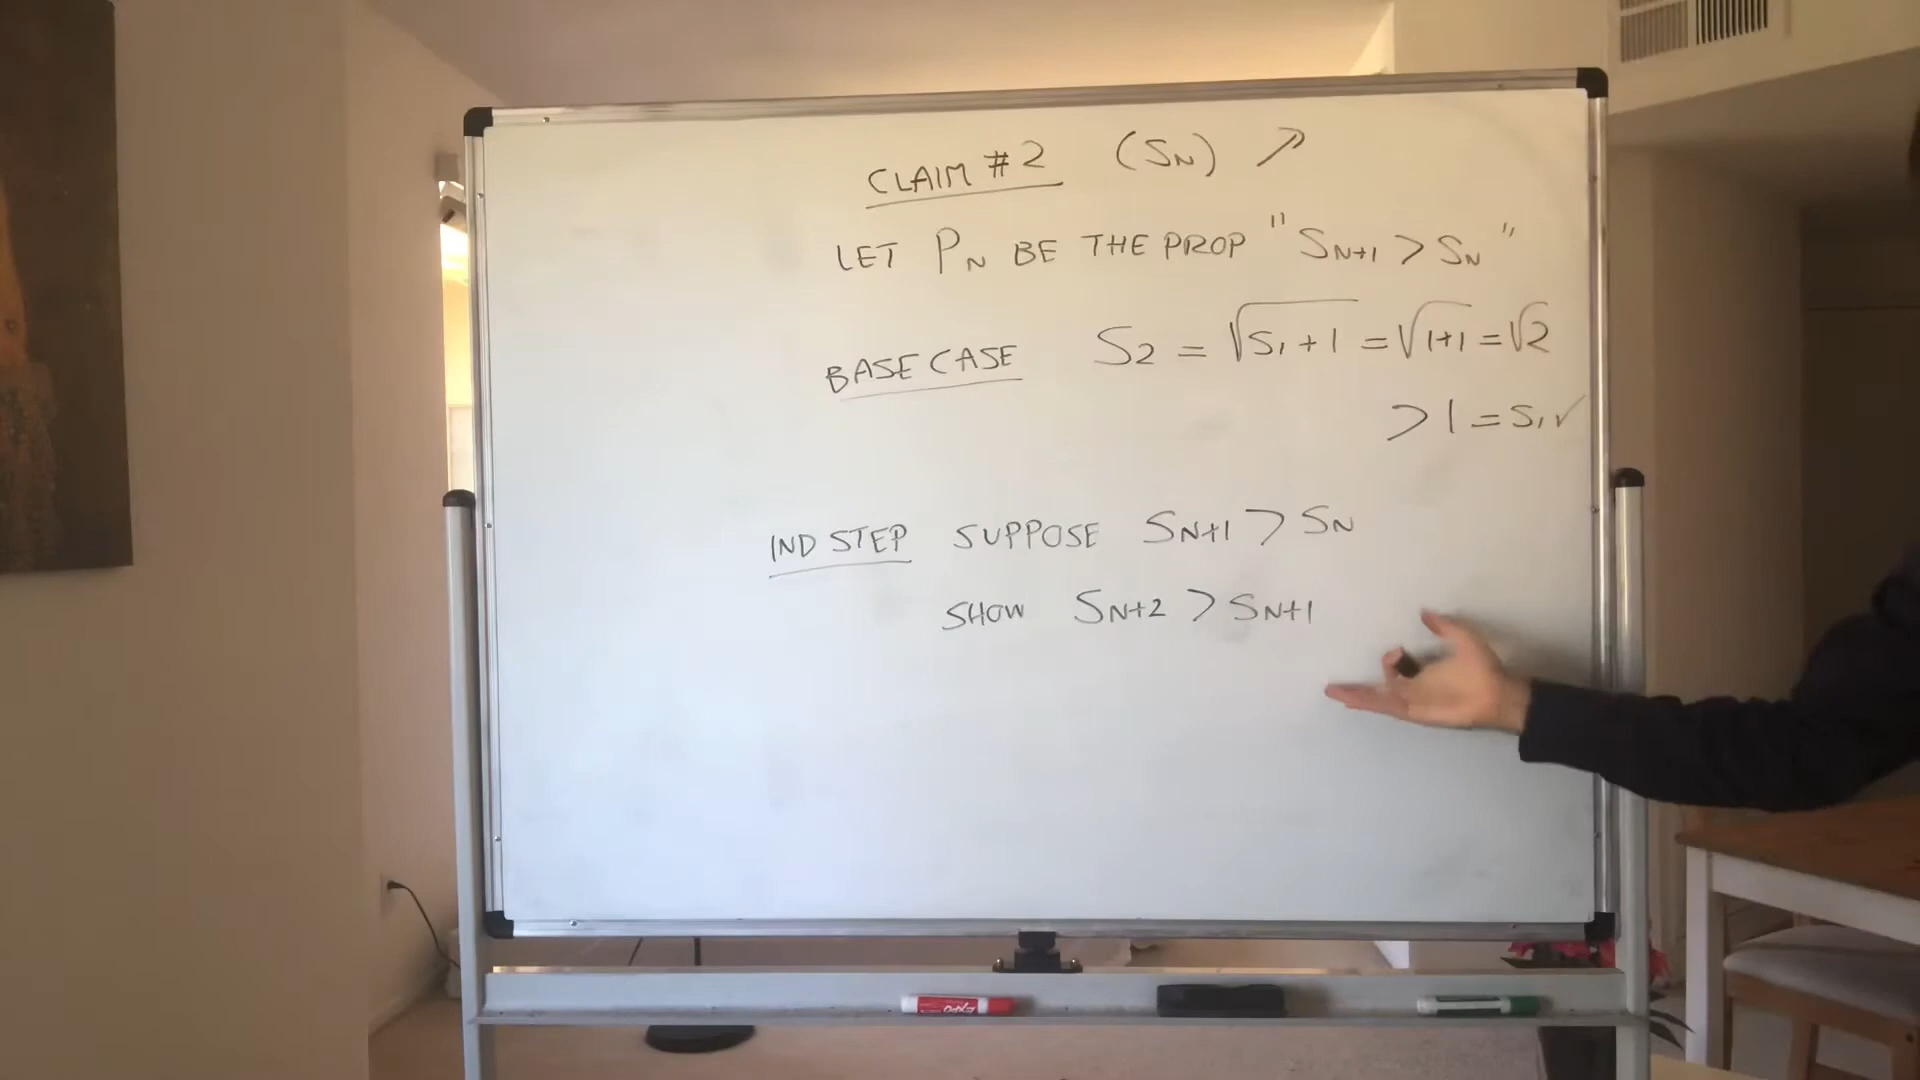 CLAIM #2 (SN) ↗
LET PN BE THE PROP "SN+1 > SN"
BASE CASE S2 = √S1+1 = √1+1 = √2
> 1 = S1 ✓
IND STEP SUPPOSE SN+1 > SN
SHOW SN+2 > SN+1
EXPO